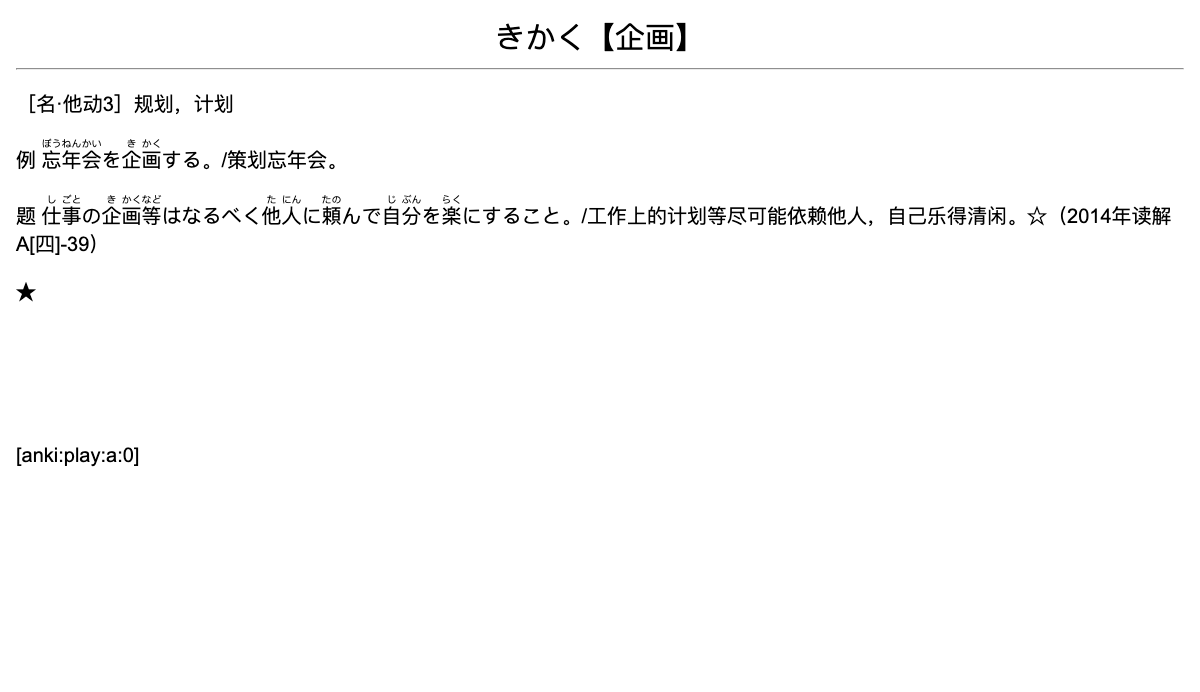 きかく【企画】
［名·他动3］规划，计划
ぼうねんかい き かく
例 忘年会を企画する。/策划忘年会。
し ごと き かくなど た にん たの じ ぶん らく
题 仕事の企画等はなるべく他人に頼んで自分を楽にすること。/工作上的计划等尽可能依赖他人，自己乐得清闲。☆（2014年读解
A[四]-39）
★
[anki:play:a:0]